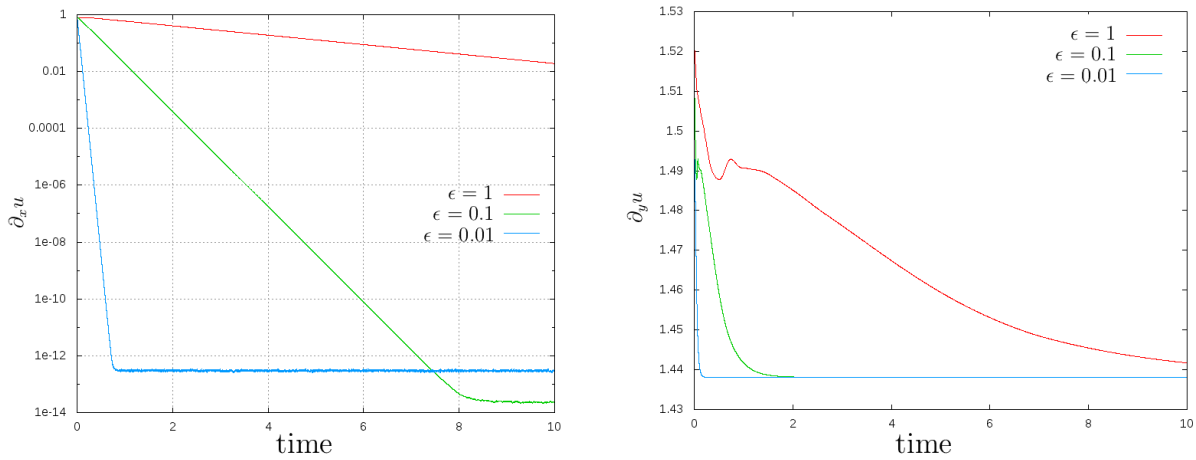 1
0.01
0.0001
1e-06
1e-08
1e-10
1e-12
1e-14
∂ₓu
ϵ = 1
ϵ = 0.1
ϵ = 0.01
0 2 4 6 8 10
time
1.53
1.52
1.51
1.5
1.49
1.48
1.47
1.46
1.45
1.44
1.43
∂_y u
ϵ = 1
ϵ = 0.1
ϵ = 0.01
0 2 4 6 8 10
time